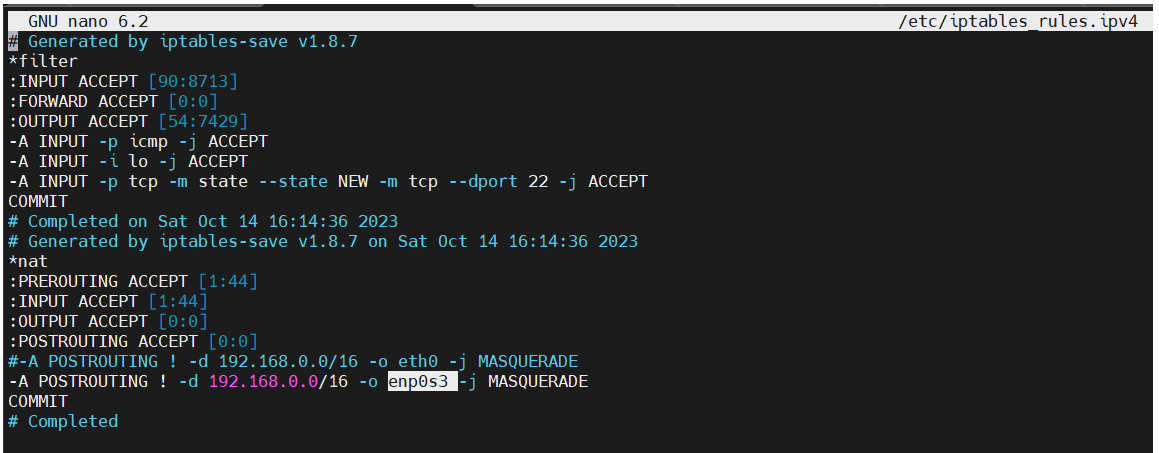 GNU nano 6.2 /etc/iptables_rules.ipv4
# Generated by iptables-save v1.8.7
*filter
:INPUT ACCEPT [90:8713]
:FORWARD ACCEPT [0:0]
:OUTPUT ACCEPT [54:7429]
-A INPUT -p icmp -j ACCEPT
-A INPUT -i lo -j ACCEPT
-A INPUT -p tcp -m state --state NEW -m tcp --dport 22 -j ACCEPT
COMMIT
# Completed on Sat Oct 14 16:14:36 2023
# Generated by iptables-save v1.8.7 on Sat Oct 14 16:14:36 2023
*nat
:PREROUTING ACCEPT [1:44]
:INPUT ACCEPT [1:44]
:OUTPUT ACCEPT [0:0]
:POSTROUTING ACCEPT [0:0]
#-A POSTROUTING ! -d 192.168.0.0/16 -o eth0 -j MASQUERADE
-A POSTROUTING ! -d 192.168.0.0/16 -o enp0s3 -j MASQUERADE
COMMIT
# Completed